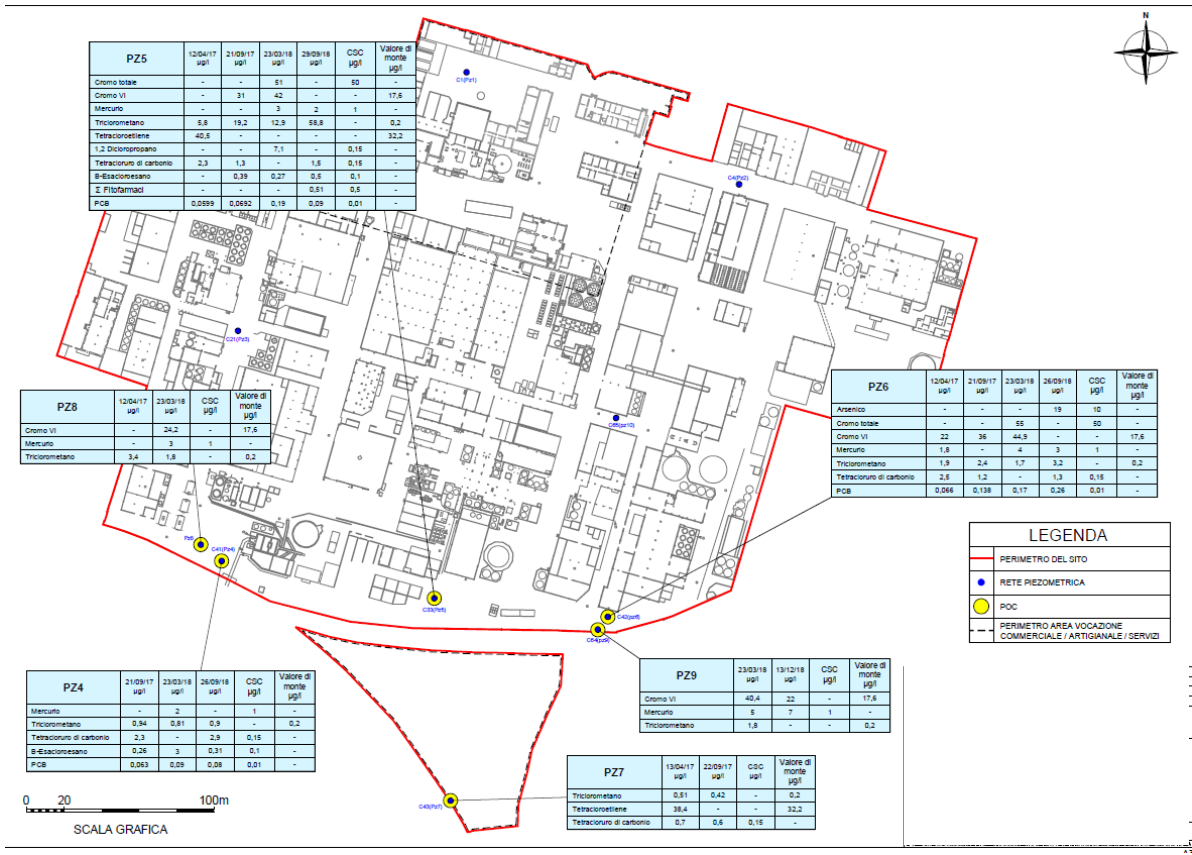 N
PZ5 12/04/17 µg/l 21/09/17 µg/l 23/03/18 µg/l 29/09/18 µg/l CSC µg/l Valore di monte µg/l
Cromo totale - - 51 - 50 -
Cromo VI - 31 42 - - 17,6
Mercurio - - 3 2 1 -
Triclorometano 5,8 19,2 12,9 58,8 - 0,2
Tetracloroetilene 40,5 - - - - 32,2
1,2 Dicloropropano - - 7,1 - 0,15 -
Tetracloruro di carbonio 2,3 1,3 - 1,5 0,15 -
B-Esacloroesano - 0,39 0,27 0,5 0,1 -
Σ Fitofarmaci - - - 0,51 0,5 -
PCB 0,0599 0,0692 0,19 0,09 0,01 -
C1(Pz1)
C4(Pz2)
C21(Pz3)
PZ8 12/04/17 µg/l 23/03/18 µg/l CSC µg/l Valore di monte µg/l
Cromo VI - 24,2 - 17,6
Mercurio - 3 1 -
Triclorometano 3,4 1,8 - 0,2
C65(pz10)
PZ6 12/04/17 µg/l 21/09/17 µg/l 23/03/18 µg/l 26/09/18 µg/l CSC µg/l Valore di monte µg/l
Arsenico - - - 19 10 -
Cromo totale - - 55 - 50 -
Cromo VI 22 36 44,9 - - 17,6
Mercurio 1,8 - 4 3 1 -
Triclorometano 1,9 2,4 1,7 3,2 - 0,2
Tetracloruro di carbonio 2,5 1,2 - 1,3 0,15 -
PCB 0,066 0,138 0,17 0,26 0,01 -
C41(Pz4)
C64(pz9)
LEGENDA
PERIMETRO DEL SITO
RETE PIEZOMETRICA
POC
PERIMETRO AREA VOCAZIONE
COMMERCIALE / ARTIGIANALE / SERVIZI
PZ4 21/09/17 µg/l 23/03/18 µg/l 26/09/18 µg/l CSC µg/l Valore di monte µg/l
Mercurio - 2 - 1 -
Triclorometano 0,94 0,81 0,9 - 0,2
Tetracloruro di carbonio 2,3 - 2,9 0,15 -
B-Esacloroesano 0,26 3 0,31 0,1 -
PCB 0,063 0,09 0,08 0,01 -
PZ9 23/03/18 µg/l 13/12/18 µg/l CSC µg/l Valore di monte µg/l
Cromo VI 40,4 22 - 17,6
Mercurio 5 7 1 -
Triclorometano 1,8 - - 0,2
PZ7 13/04/17 µg/l 22/09/17 µg/l CSC µg/l Valore di monte µg/l
Triclorometano 0,51 0,42 - 0,2
Tetracloroetilene 38,4 - - 32,2
Tetracloruro di carbonio 0,7 0,6 0,15 -
0 20 100m
SCALA GRAFICA